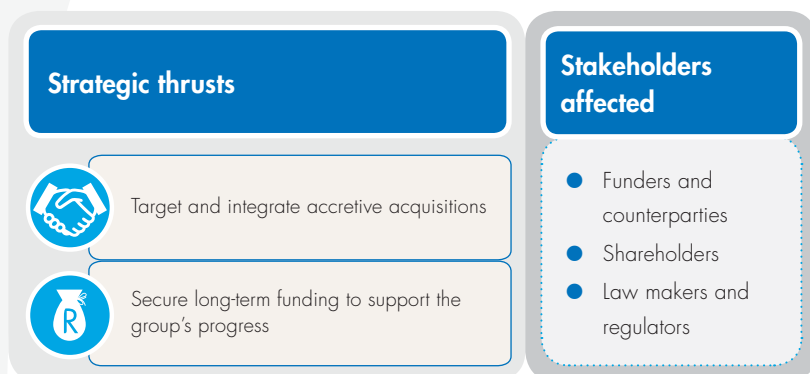 Strategic thrusts
Target and integrate accretive acquisitions
R
Secure long-term funding to support the
group’s progress
Stakeholders
affected
Funders and
counterparties
Shareholders
Law makers and
regulators